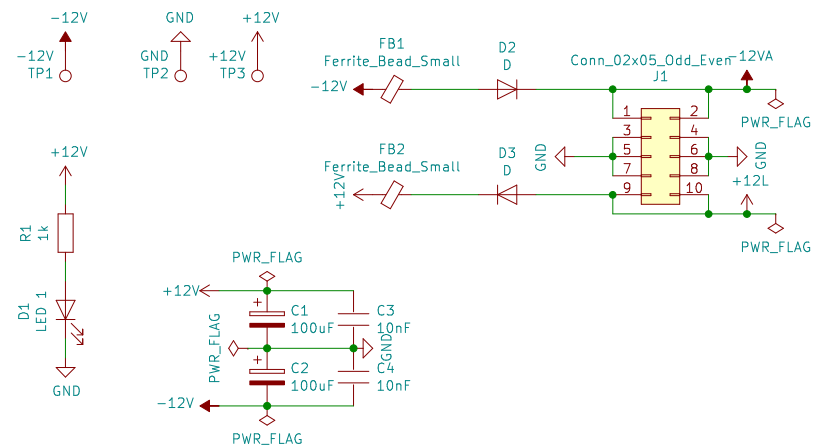 -12V
GND
+12V
-12V
TP1
GND
TP2
+12V
TP3
FB1
Ferrite_Bead_Small
-12V
D2
D
Conn_02x05_Odd_Even
J1
-12VA
PWR_FLAG
1
2
3
4
5
6
7
8
9
10
GND
GND
FB2
Ferrite_Bead_Small
+12V
D3
D
+12L
PWR_FLAG
+12V
R1
1k
D1
LED 1
GND
PWR_FLAG
+12V
+
C1
100uF
C3
10nF
PWR_FLAG
GND
+
C2
100uF
C4
10nF
-12V
PWR_FLAG